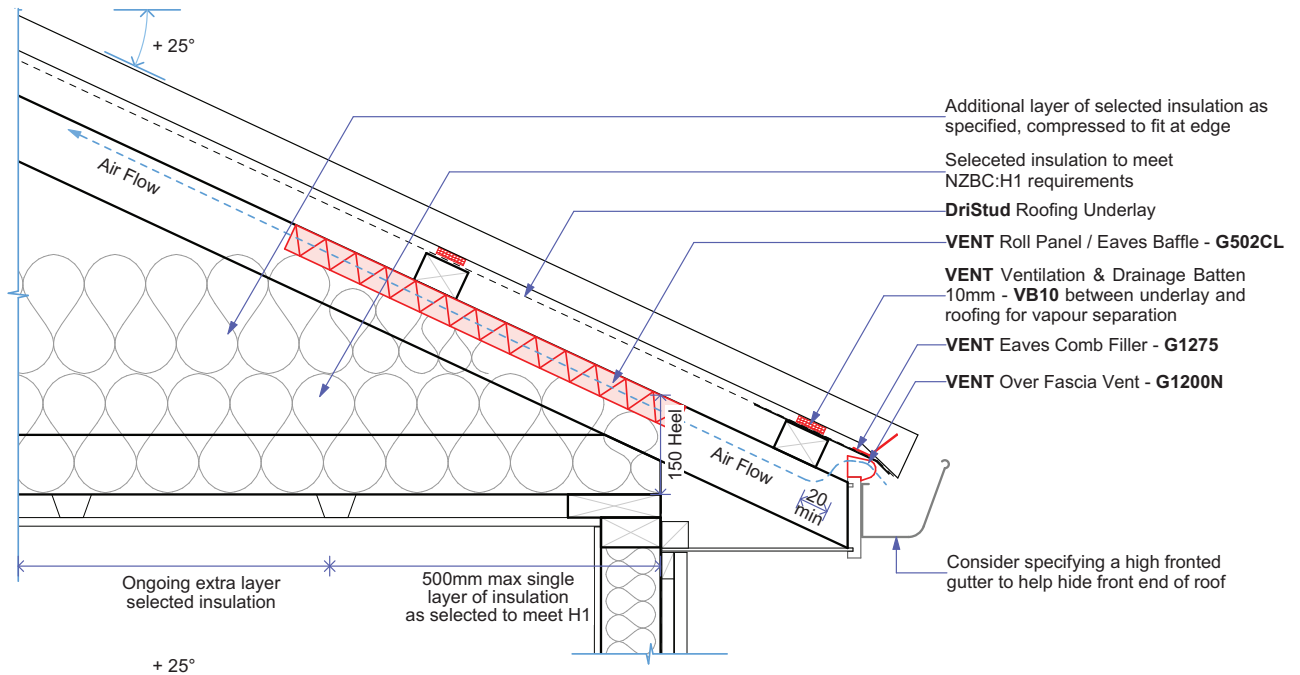 + 25°
Air Flow
Additional layer of selected insulation as
specified, compressed to fit at edge
Seleceted insulation to meet
NZBC:H1 requirements
DriStud Roofing Underlay
VENT Roll Panel / Eaves Baffle - G502CL
VENT Ventilation & Drainage Batten
10mm - VB10 between underlay and
roofing for vapour separation
VENT Eaves Comb Filler - G1275
VENT Over Fascia Vent - G1200N
150 Heel
Air Flow
20
min
Consider specifying a high fronted
gutter to help hide front end of roof
Ongoing extra layer
selected insulation
500mm max single
layer of insulation
as selected to meet H1
+ 25°